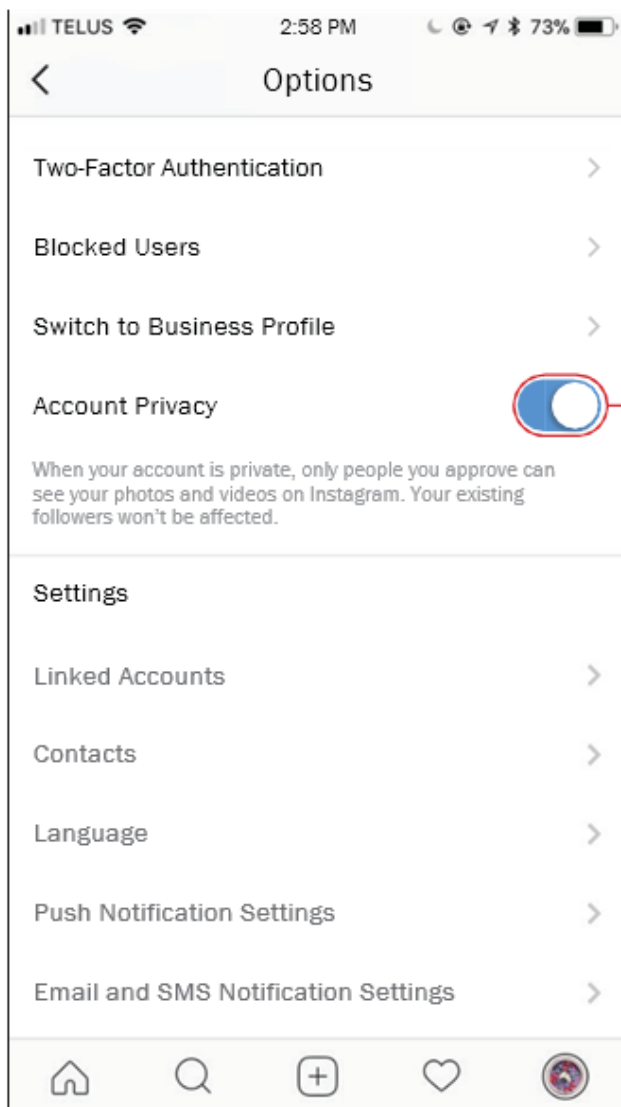 TELUS 2:58 PM 73%
Options
Two-Factor Authentication
Blocked Users
Switch to Business Profile
Account Privacy
When your account is private, only people you approve can
see your photos and videos on Instagram. Your existing
followers won't be affected.
Settings
Linked Accounts
Contacts
Language
Push Notification Settings
Email and SMS Notification Settings